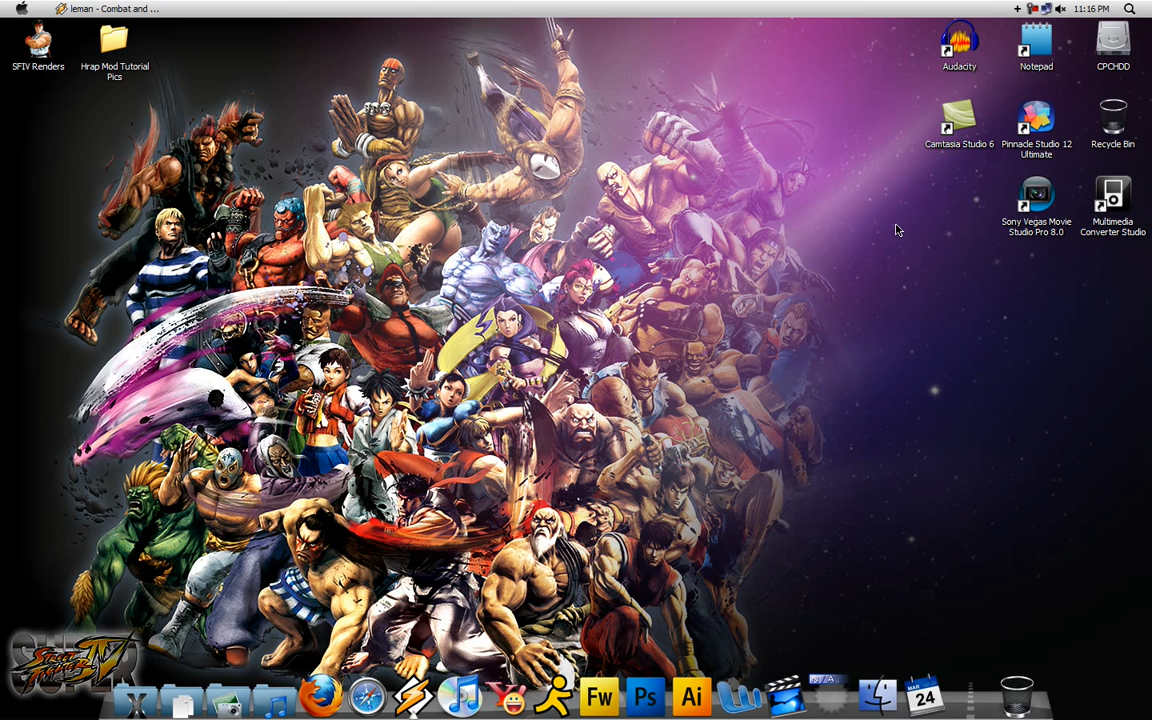 leman - Combat and ...
11:16 PM
SFIV Renders
Hrap Mod Tutorial
Pics
Audacity
Notepad
CPCHDD
Camtasia Studio 6
Pinnacle Studio 12
Ultimate
Recycle Bin
Sony Vegas Movie
Studio Pro 8.0
Multimedia
Converter Studio
SUPER
STREET
FIGHTER IV
X
N/A
Fw
Ps
Ai
MAR
24